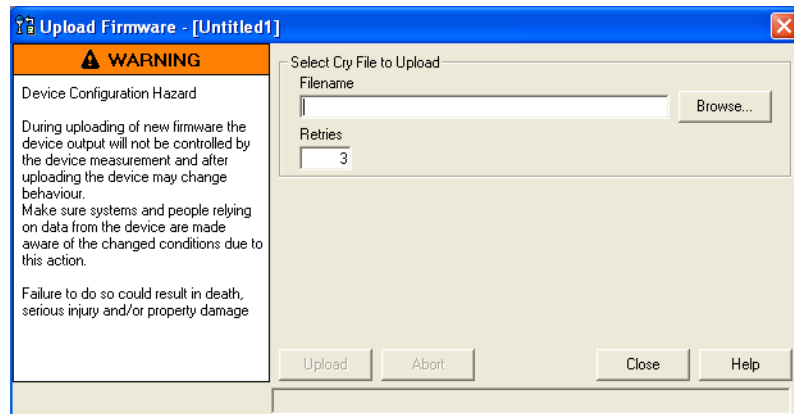 Upload Firmware - [Untitled1]
WARNING
Device Configuration Hazard
During uploading of new firmware the
device output will not be controlled by
the device measurement and after
uploading the device may change
behaviour.
Make sure systems and people relying
on data from the device are made
aware of the changed conditions due to
this action.
Failure to do so could result in death,
serious injury and/or property damage
Select Cry File to Upload
Filename
Browse...
Retries
3
Upload
Abort
Close
Help